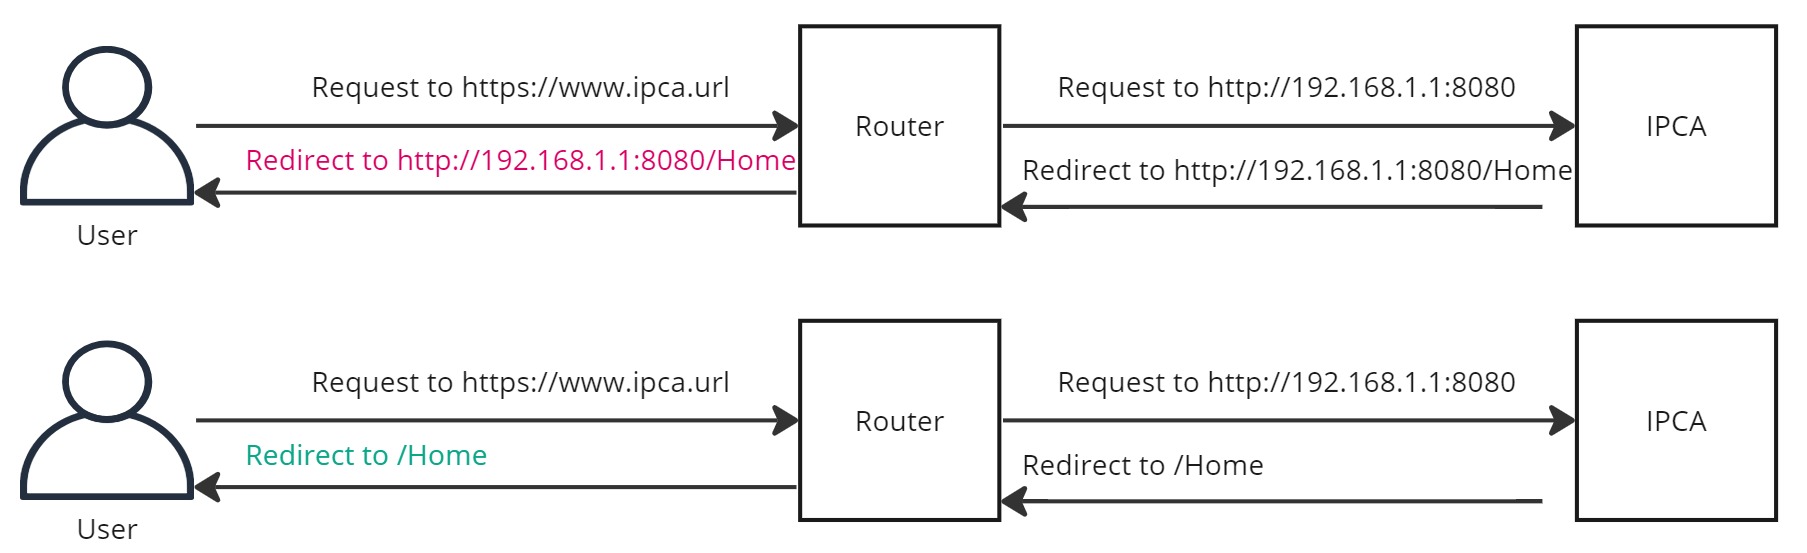 Request to https://www.ipca.url
Request to http://192.168.1.1:8080
Router
IPCA
Redirect to http://192.168.1.1:8080/Home
Redirect to http://192.168.1.1:8080/Home
User
Request to https://www.ipca.url
Request to http://192.168.1.1:8080
Router
IPCA
Redirect to /Home
Redirect to /Home
User